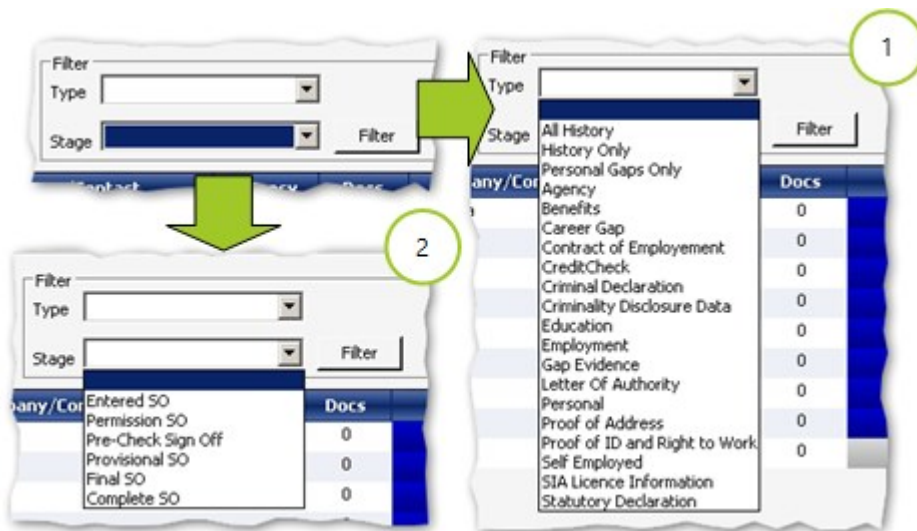 Filter
Type
Stage
Filter
Docs
1
Filter
Type
Stage
Filter
All History
History Only
Personal Gaps Only
Agency
Benefits
Career Gap
Contract of Employement
CreditCheck
Criminal Declaration
Criminality Disclosure Data
Education
Employment
Gap Evidence
Letter Of Authority
Personal
Proof of Address
Proof of ID and Right to Work
Self Employed
SIA Licence Information
Statutory Declaration
Docs
0
0
0
0
0
0
0
0
0
2
Filter
Type
Stage
Filter
Entered SO
Permission SO
Pre-Check Sign Off
Provisional SO
Final SO
Complete SO
Docs
0
0
0